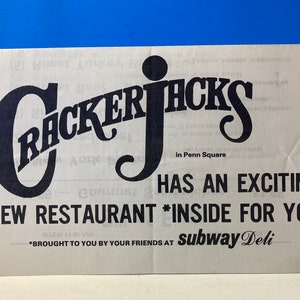 CRACKERJACKS
in Penn Square
HAS AN EXCITIN
EW RESTAURANT *INSIDE FOR YO
*BROUGHT TO YOU BY YOUR FRIENDS AT subway Deli